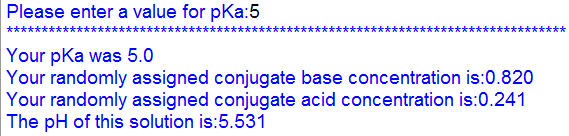 Please enter a value for pKa:5
********************************************************************************
Your pKa was 5.0
Your randomly assigned conjugate base concentration is:0.820
Your randomly assigned conjugate acid concentration is:0.241
The pH of this solution is:5.531